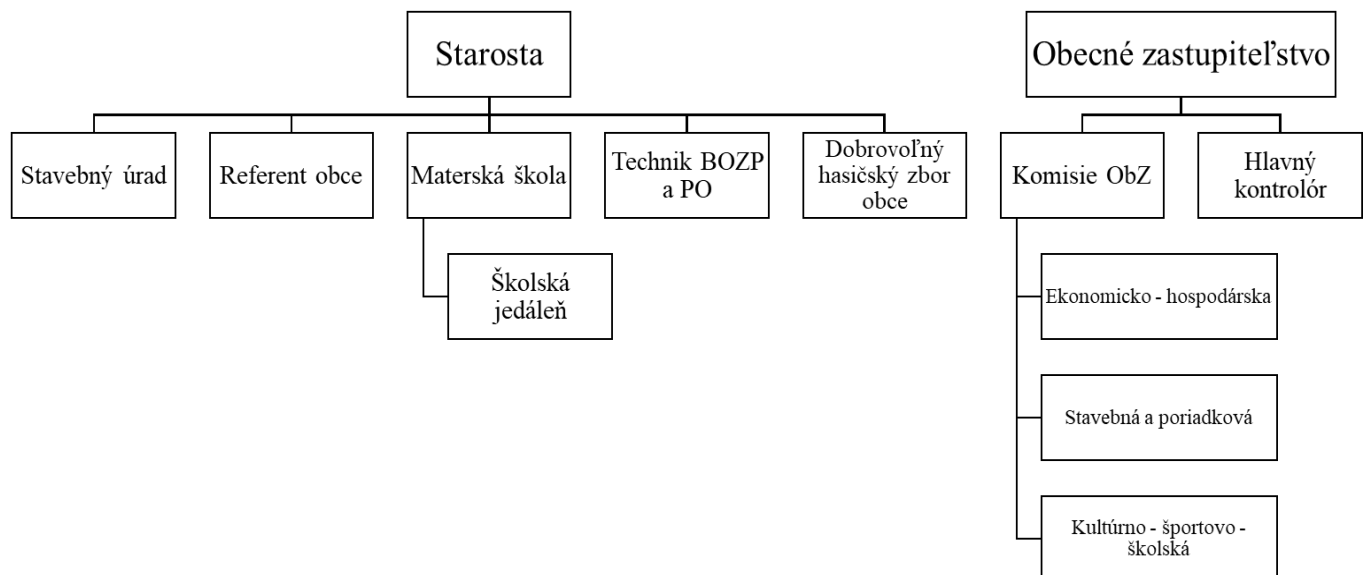 Starosta
Obecné zastupiteľstvo
Stavebný úrad
Referent obce
Materská škola
Technik BOZP
a PO
Dobrovoľný
hasičský zbor
obce
Komisie ObZ
Hlavný
kontrolór
Školská
jedáleň
Ekonomicko - hospodárska
Stavebná a poriadková
Kultúrno - športovo -
školská